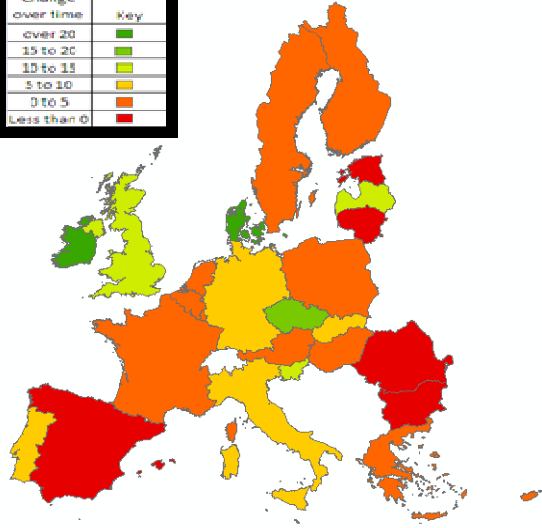 Change
over time Key
over 20
15 to 20
10 to 15
5 to 10
0 to 5
Less than 0